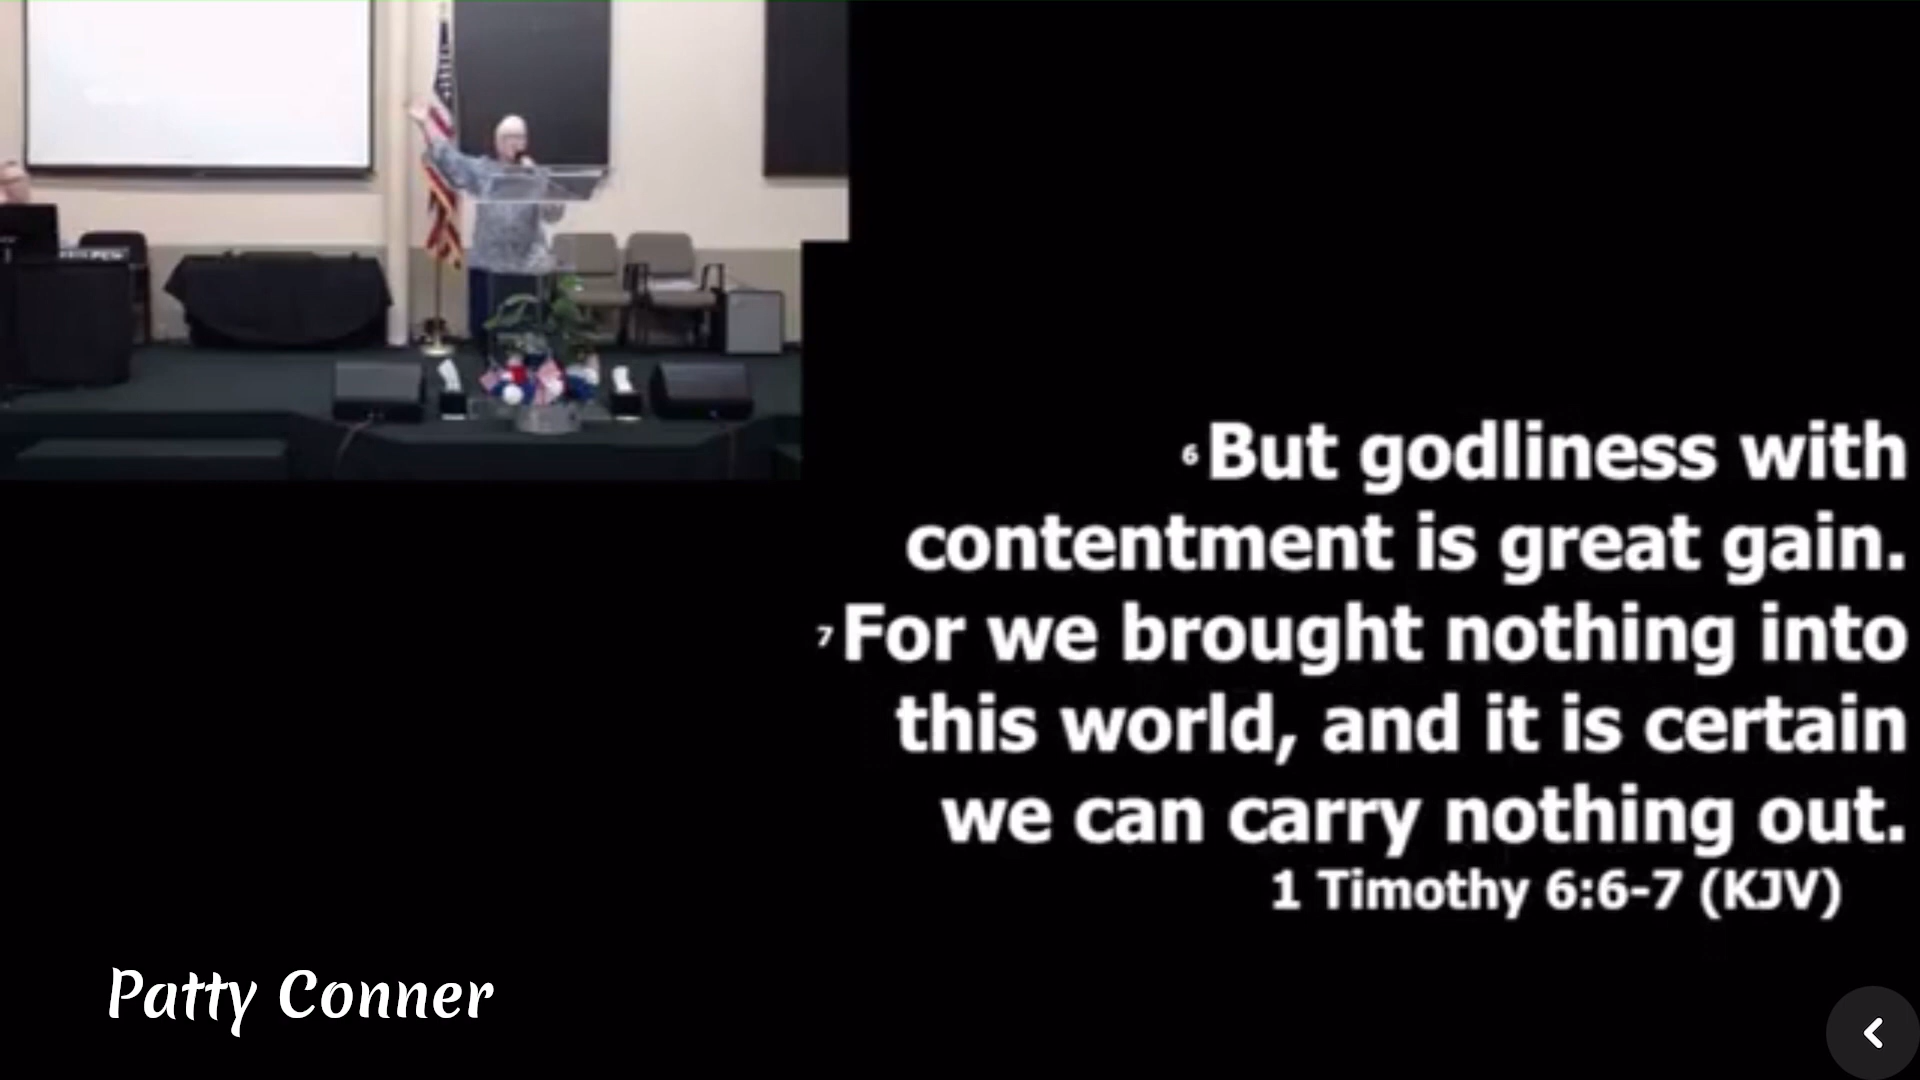 6 But godliness with
contentment is great gain.
7 For we brought nothing into
this world, and it is certain
we can carry nothing out.
1 Timothy 6:6-7 (KJV)
Patty Conner